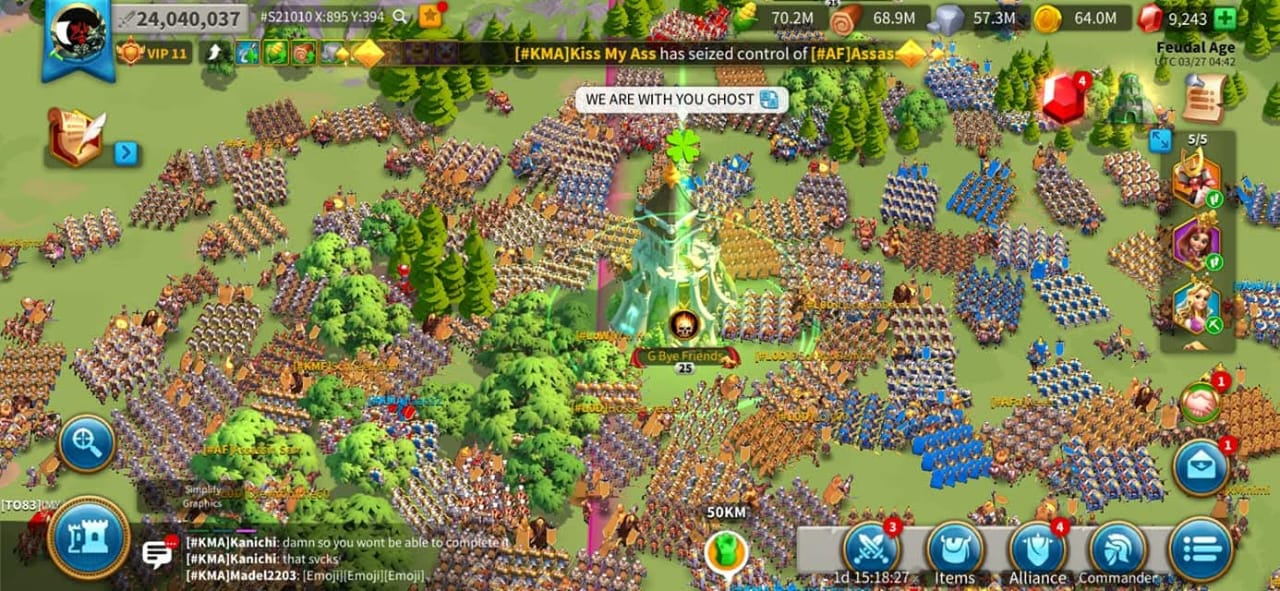 24,040,037
#S21010 X:895 Y:394
70.2M
68.9M
57.3M
64.0M
9,243
VIP 11
[#KMA]Kiss My Ass has seized control of [#AF]Assas
Feudal Age
UTC 03/27 04:42
4
WE ARE WITH YOU GHOST
5/5
G Bye Friends
25
1
1
[TO83]
Simplify
Graphics
50KM
[#KMA]Kanichi: damn so you wont be able to complete it
[#KMA]Kanichi: that svcks
[#KMA]Madel2203: [Emoji][Emoji][Emoji]
3
4
1d 15:18:27
Items
Alliance
Commander